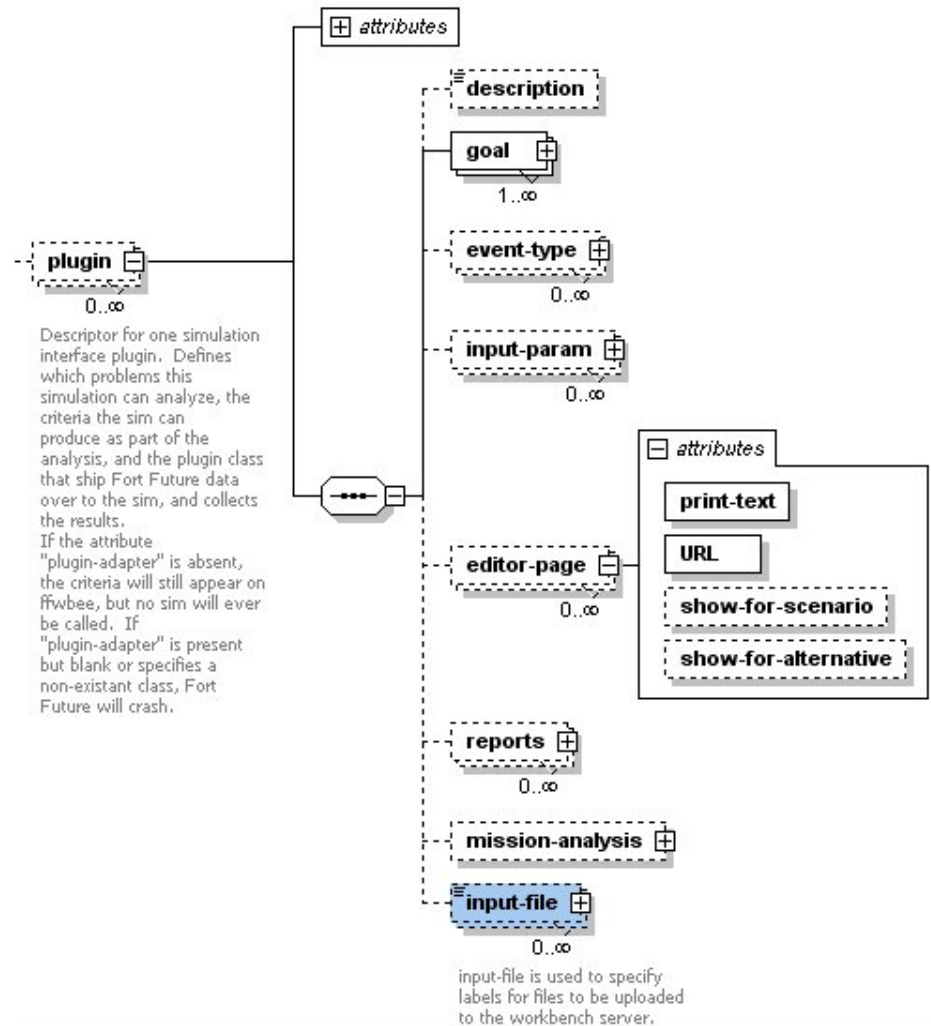 attributes
description
goal
1..∞
event-type
0..∞
input-param
0..∞
plugin
0..∞
Descriptor for one simulation
interface plugin. Defines
which problems this
simulation can analyze, the
criteria the sim can
produce as part of the
analysis, and the plugin class
that ship Fort Future data
over to the sim, and collects
the results.
If the attribute
"plugin-adapter" is absent,
the criteria will still appear on
ffwbee, but no sim will ever
be called. If
"plugin-adapter" is present
but blank or specifies a
non-existant class, Fort
Future will crash.
editor-page
0..∞
attributes
print-text
URL
show-for-scenario
show-for-alternative
reports
0..∞
mission-analysis
input-file
0..∞
input-file is used to specify
labels for files to be uploaded
to the workbench server.